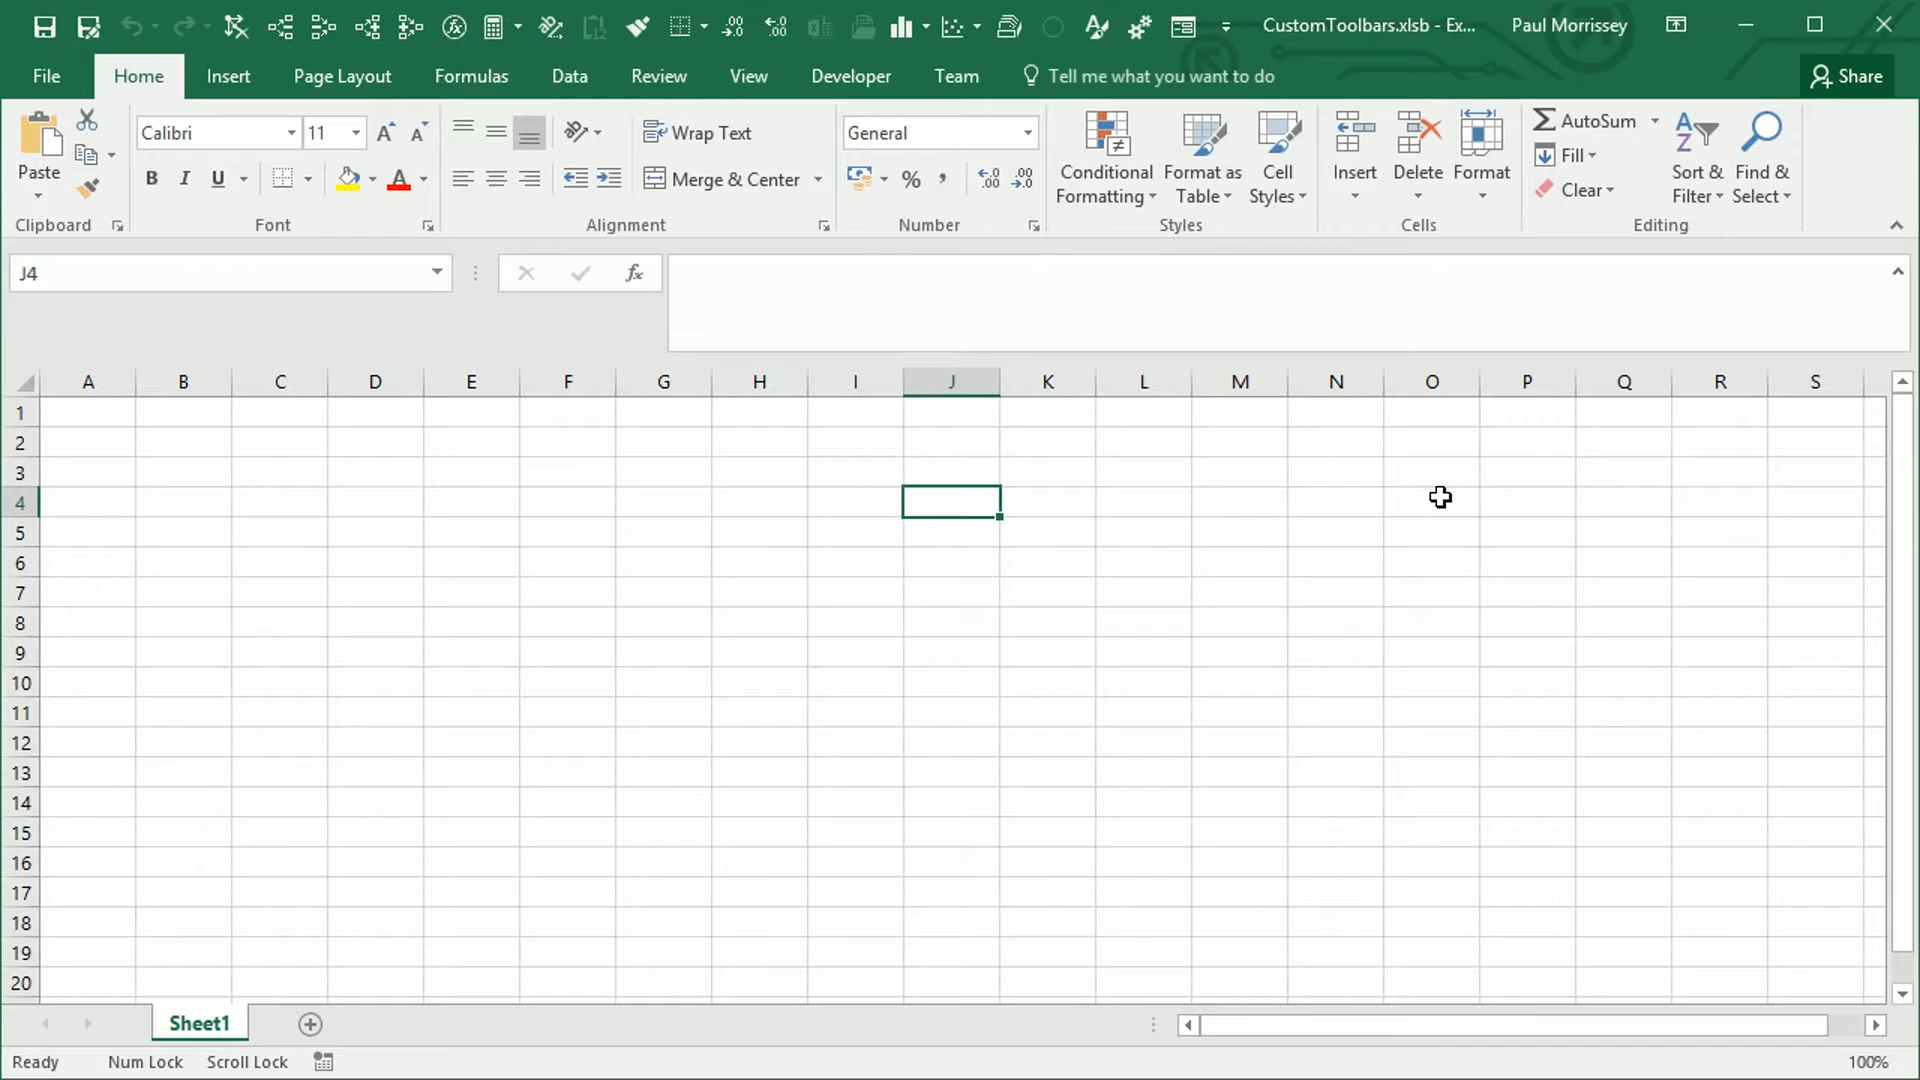 CustomToolbars.xlsb - Ex... Paul Morrissey
File Home Insert Page Layout Formulas Data Review View Developer Team Tell me what you want to do Share
Paste
Clipboard
Calibri 11
B I U A
Font
Wrap Text
Merge & Center
Alignment
General
% ,
Number
Conditional Formatting
Format as Table
Cell Styles
Styles
Insert Delete Format
Cells
AutoSum
Fill
Clear
Sort & Filter
Find & Select
Editing
J4 fx
A B C D E F G H I J K L M N O P Q R S
1
2
3
4
5
6
7
8
9
10
11
12
13
14
15
16
17
18
19
20
Sheet1
Ready Num Lock Scroll Lock 100%